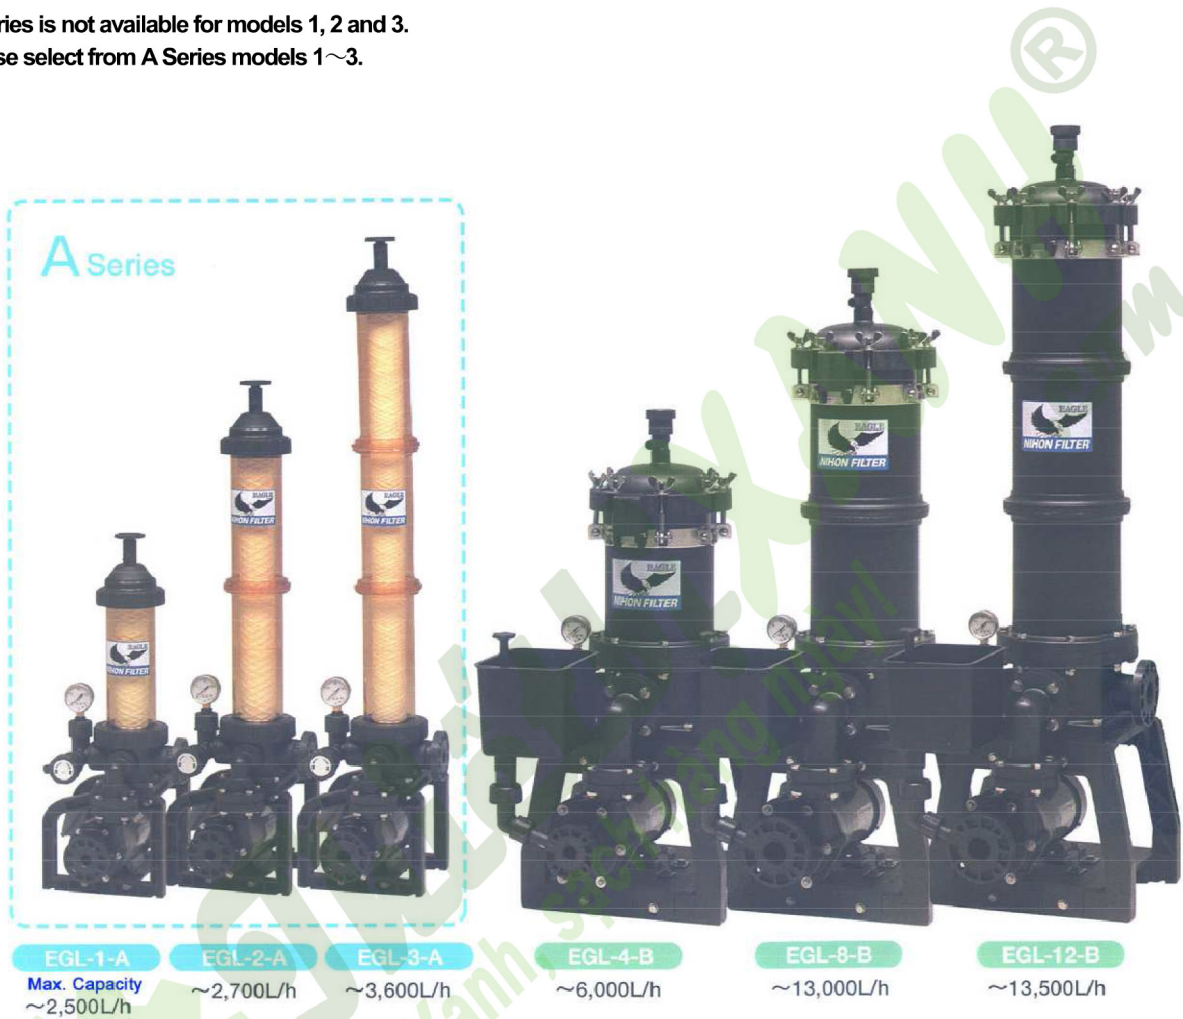 ries is not available for models 1, 2 and 3.
se select from A Series models 1～3.
®
A Series
EAGLE
NIHON FILTER
EAGLE
NIHON FILTER
EAGLE
NIHON FILTER
EAGLE
NIHON FILTER
EAGLE
NIHON FILTER
EAGLE
NIHON FILTER
sạch hàng ngày!
EGL-1-A
EGL-2-A
EGL-3-A
EGL-4-B
EGL-8-B
EGL-12-B
Max. Capacity
～2,500L/h
～2,700L/h
～3,600L/h
～6,000L/h
～13,000L/h
～13,500L/h